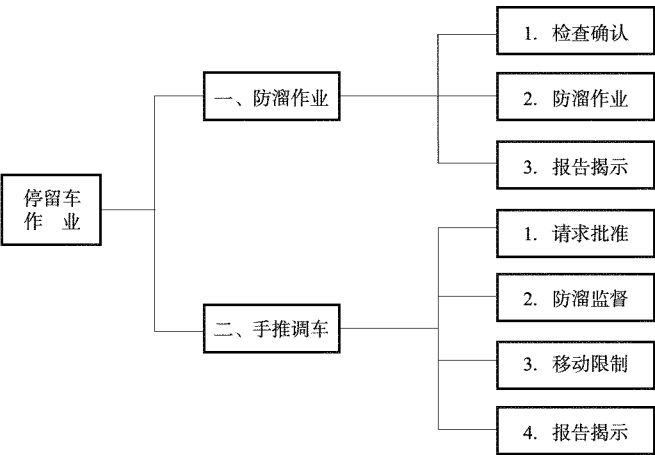 停留车
作 业
一、防溜作业
1. 检查确认
2. 防溜作业
3. 报告揭示
二、手推调车
1. 请求批准
2. 防溜监督
3. 移动限制
4. 报告揭示